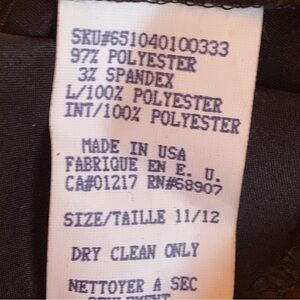 SKU#651040100333
97% POLYESTER
3% SPANDEX
L/100% POLYESTER
INT/100% POLYESTER
MADE IN USA
FABRIQUE EN E. U.
CA#01217 RN#68907
SIZE/TAILLE 11/12
DRY CLEAN ONLY
NETTOYER A SEC
SEULEMENT